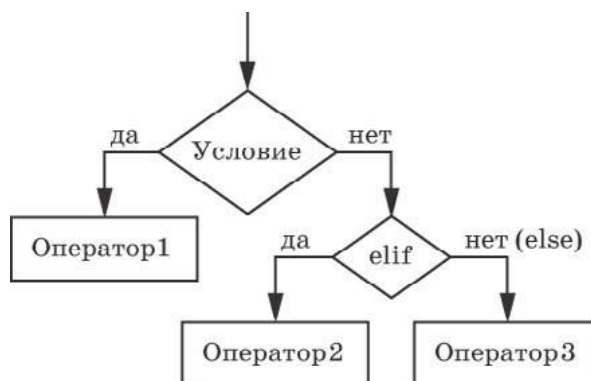 да
нет
Условие
Оператор1
да
нет (else)
elif
Оператор2
Оператор3